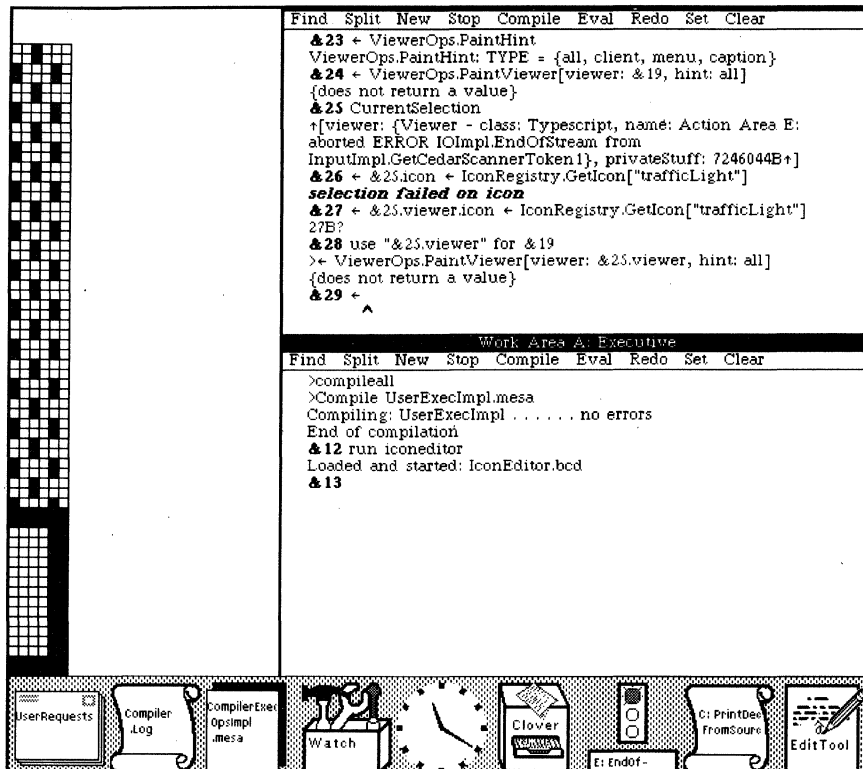 Find Split New Stop Compile Eval Redo Set Clear
&23 ← ViewerOps.PaintHint
ViewerOps.PaintHint: TYPE = {all, client, menu, caption}
&24 ← ViewerOps.PaintViewer[viewer: &19, hint: all]
{does not return a value}
&25 CurrentSelection
↑[viewer: {Viewer - class: Typescript, name: Action Area E:
aborted ERROR IOImpl.EndOfStream from
InputImpl.GetCedarScannerToken1}, privateStuff: 7246044B↑]
&26 ← &25.icon ← IconRegistry.GetIcon["trafficLight"]
selection failed on icon
&27 ← &25.viewer.icon ← IconRegistry.GetIcon["trafficLight"]
27B?
&28 use "&25.viewer" for &19
>← ViewerOps.PaintViewer[viewer: &25.viewer, hint: all]
{does not return a value}
&29 ←
Work Area A: Executive
Find Split New Stop Compile Eval Redo Set Clear
>compileall
>Compile UserExecImpl.mesa
Compiling: UserExecImpl . . . . . . no errors
End of compilation
&12 run iconeditor
Loaded and started: IconEditor.bcd
&13
UserRequests
Compiler
.Log
CompilerExec
OpsImpl
.mesa
Watch
Clover
E: EndOf-
C: PrintDec
FromSourc
EditTool